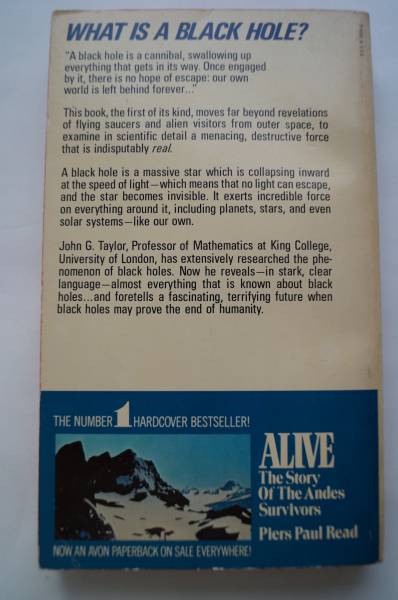 WHAT IS A BLACK HOLE?
"A black hole is a cannibal, swallowing up
everything that gets in its way. Once engaged
by it, there is no hope of escape: our own
world is left behind forever..."
This book, the first of its kind, moves far beyond revelations
of flying saucers and alien visitors from outer space, to
examine in scientific detail a menacing, destructive force
that is indisputably real.
A black hole is a massive star which is collapsing inward
at the speed of light—which means that no light can escape,
and the star becomes invisible. It exerts incredible force
on everything around it, including planets, stars, and even
solar systems—like our own.
John G. Taylor, Professor of Mathematics at King College,
University of London, has extensively researched the phe-
nomenon of black holes. Now he reveals—in stark, clear
language—almost everything that is known about black
holes...and foretells a fascinating, terrifying future when
black holes may prove the end of humanity.
THE NUMBER 1 HARDCOVER BESTSELLER!
ALIVE
The Story
Of The Andes
Survivors
Piers Paul Read
NOW AN AVON PAPERBACK ON SALE EVERYWHERE!